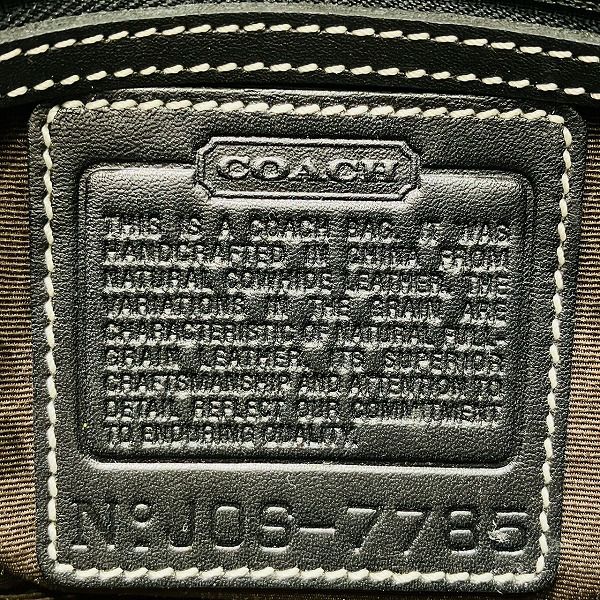 COACH
THIS IS A COACH BAG. IT WAS
HANDCRAFTED IN CHINA FROM
NATURAL COWHIDE LEATHER. THE
VARIATIONS IN THE GRAIN ARE
CHARACTERISTIC OF NATURAL FULL-
GRAIN LEATHER. ITS SUPERIOR
CRAFTSMANSHIP AND ATTENTION TO
DETAIL REFLECT OUR COMMITMENT
TO ENDURING QUALITY.
No. J0S-7785